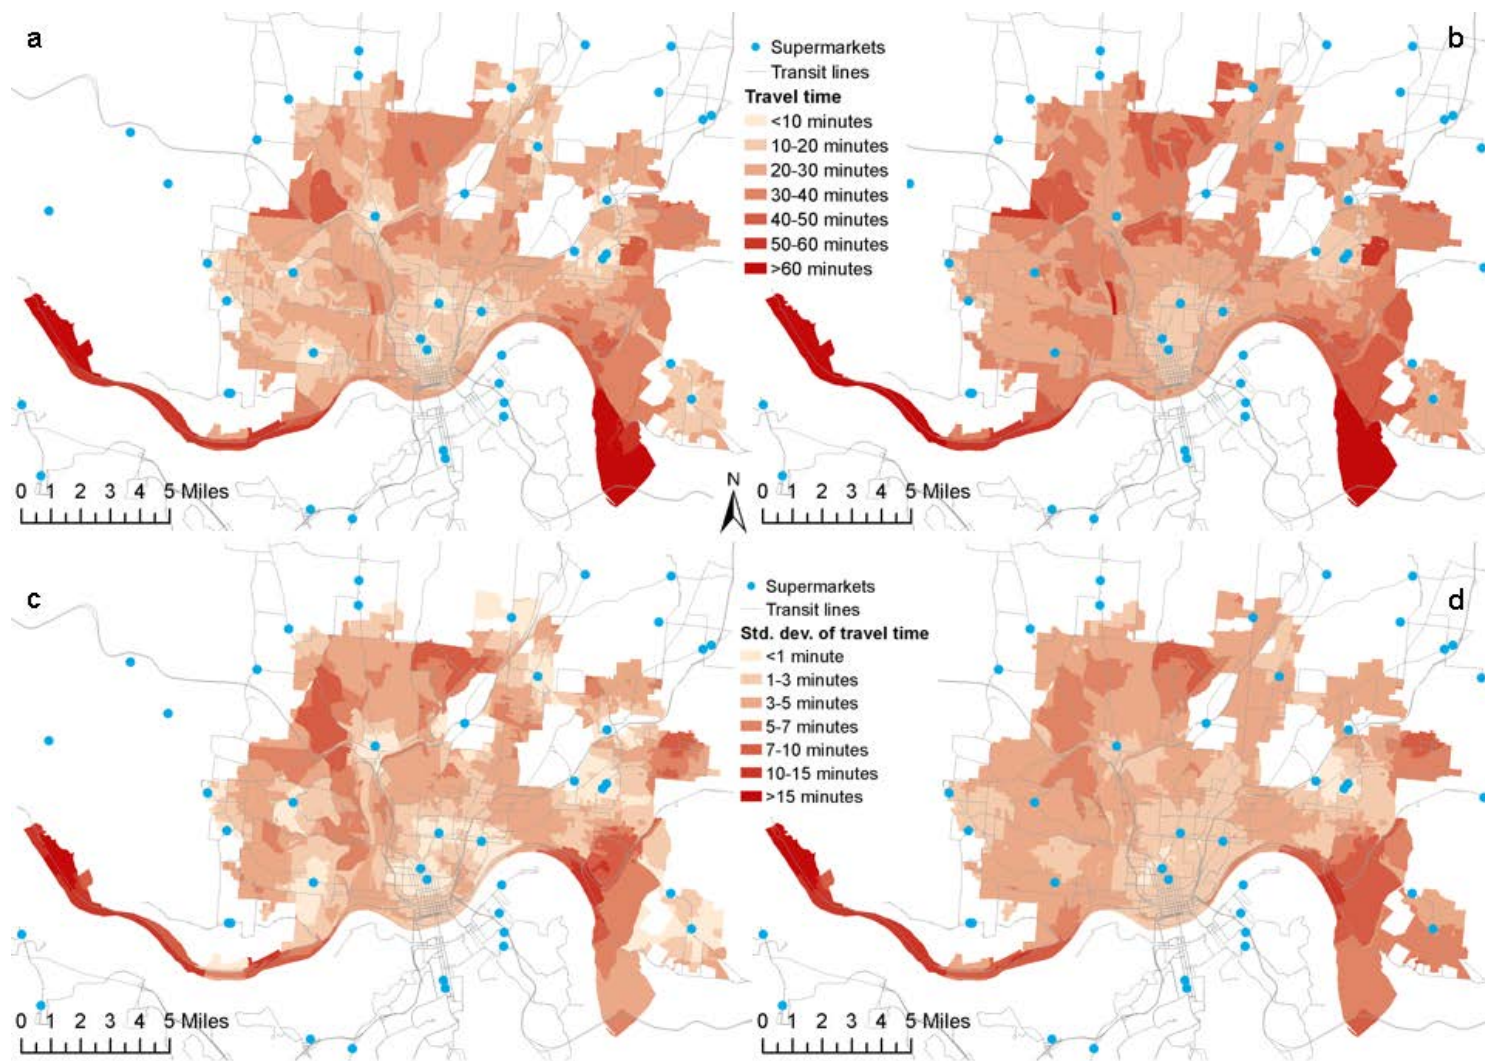 a
Supermarkets
Transit lines
Travel time
<10 minutes
10-20 minutes
20-30 minutes
30-40 minutes
40-50 minutes
50-60 minutes
>60 minutes
b
0 1 2 3 4 5 Miles
N
0 1 2 3 4 5 Miles
c
Supermarkets
Transit lines
Std. dev. of travel time
<1 minute
1-3 minutes
3-5 minutes
5-7 minutes
7-10 minutes
10-15 minutes
>15 minutes
d
0 1 2 3 4 5 Miles
0 1 2 3 4 5 Miles